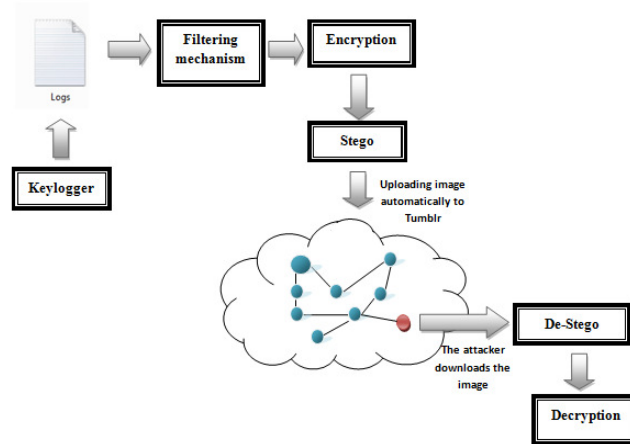 Logs
Keylogger
Filtering
mechanism
Encryption
Stego
Uploading image
automatically to
Tumblr
The attacker
downloads the
image
De-Stego
Decryption